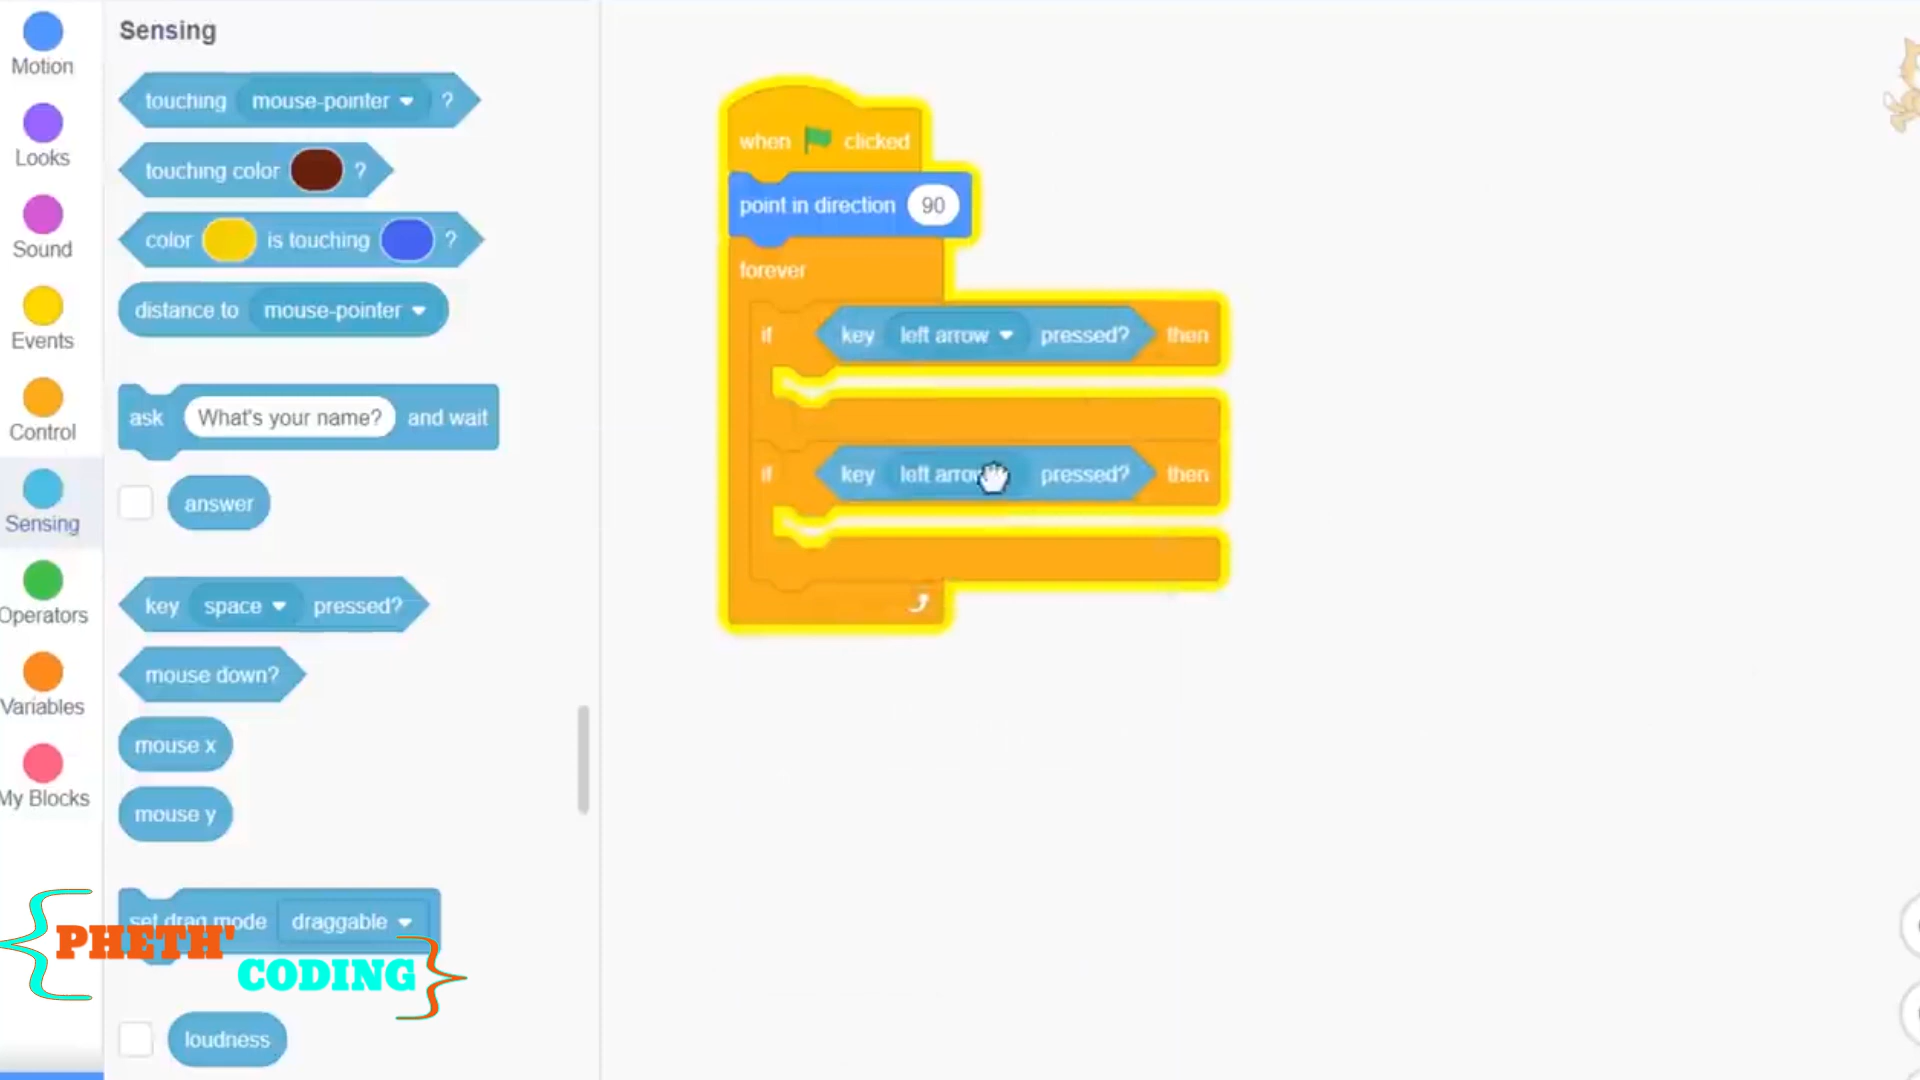 Motion
Looks
Sound
Events
Control
Sensing
Operators
Variables
My Blocks
Sensing
touching mouse-pointer ?
touching color ?
color is touching ?
distance to mouse-pointer
ask What's your name? and wait
answer
key space pressed?
mouse down?
mouse x
mouse y
set drag mode draggable
loudness
when clicked
point in direction 90
forever
if key left arrow pressed? then
if key left arrow pressed? then
PHETH'
CODING